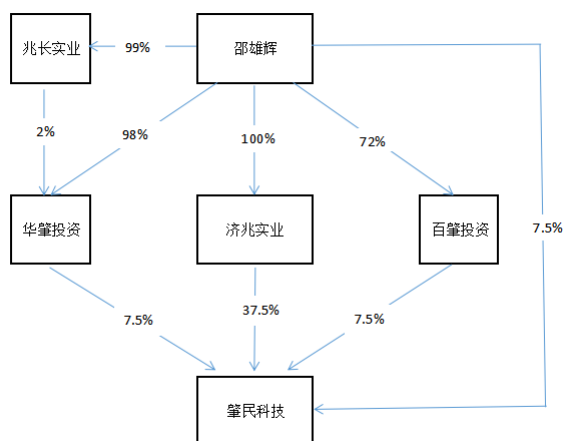 兆长实业
99%
邵雄辉
2%
98%
100%
72%
华肇投资
济兆实业
百肇投资
7.5%
7.5%
37.5%
7.5%
肇民科技